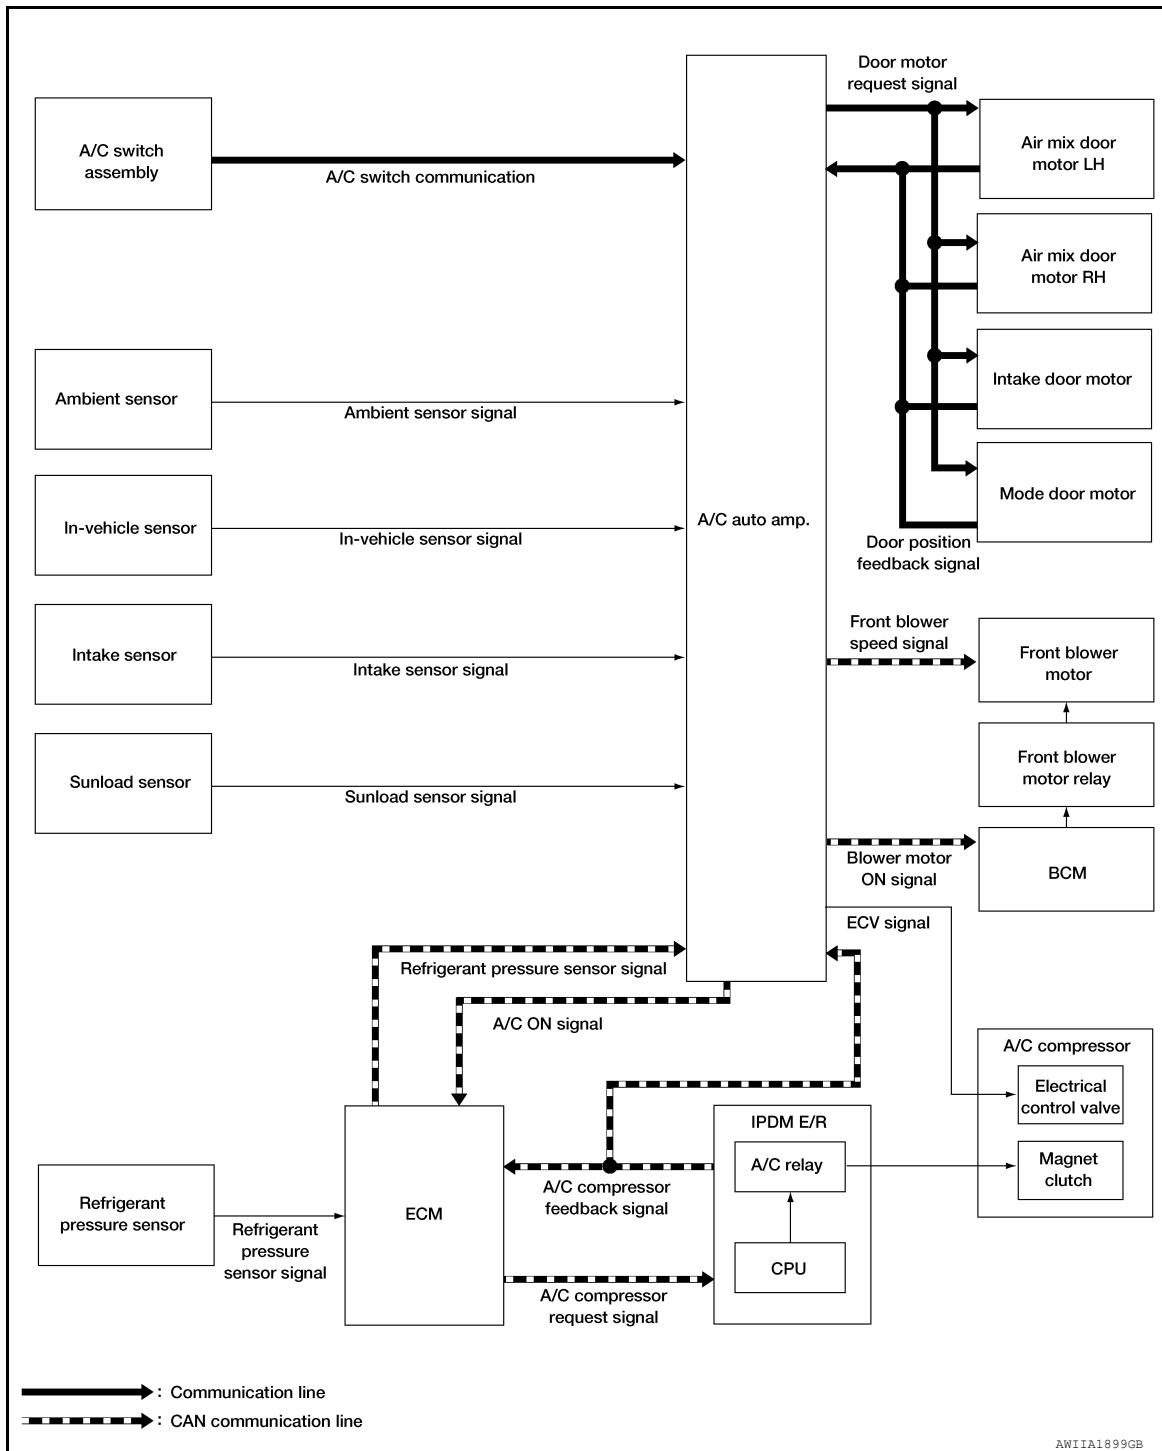 Door motor
request signal
A/C switch
assembly
A/C switch communication
Air mix door
motor LH
Air mix door
motor RH
Ambient sensor
Ambient sensor signal
Intake door motor
In-vehicle sensor
In-vehicle sensor signal
A/C auto amp.
Mode door motor
Door position
feedback signal
Intake sensor
Intake sensor signal
Front blower
speed signal
Front blower
motor
Sunload sensor
Sunload sensor signal
Front blower
motor relay
Blower motor
ON signal
BCM
ECV signal
Refrigerant pressure sensor signal
A/C ON signal
A/C compressor
Electrical
control valve
Magnet
clutch
IPDM E/R
A/C relay
CPU
Refrigerant
pressure sensor
Refrigerant
pressure
sensor signal
ECM
A/C compressor
feedback signal
A/C compressor
request signal
: Communication line
: CAN communication line
AWIIA1899GB